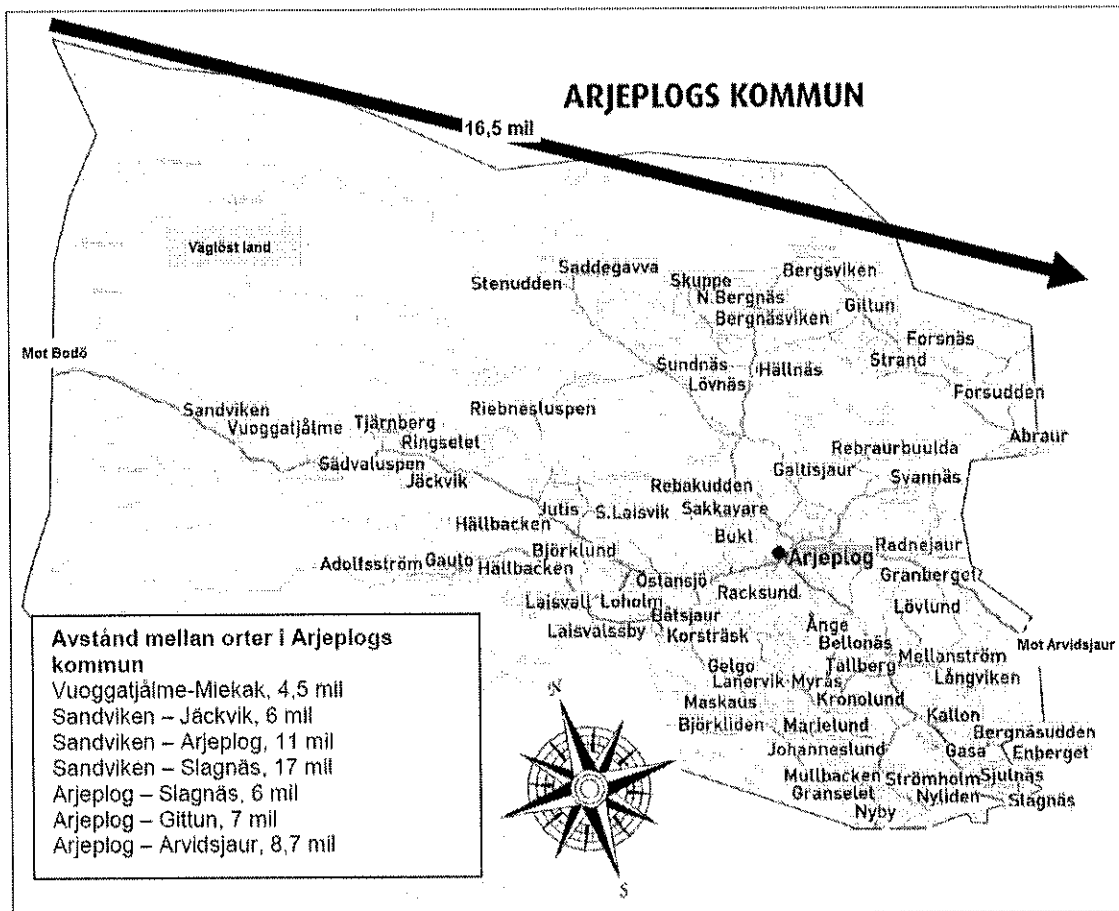 ARJEPLOGS KOMMUN
16,5 mil
Väglöst land
Saddegavva
Stenudden
Skuppe
N.Bergnäs
Bergnäsviken
Bergsviken
Gittun
Forsnäs
Strand
Mot Bodö
Sundnäs
Lövnäs
Hällnäs
Forsudden
Abraur
Riebnesluspen
Sandviken
Vuoggatjålme
Tjärnberg
Ringselet
Sädvaluspen
Jäckvik
Rebraurbuulda
Galtisjaur
Svannäs
Rebakudden
Jutis
S.Laisvik
Sakkavare
Hällbacken
Bukt
Arjeplog
Radnejaur
Björklund
Adolfsström
Gauto
Hällbacken
Östansjö
Granberget
Racksund
Laisvall
Loholm
Lövlund
Båtsjaur
Laisvalssby
Korsträsk
Änge
Bellonäs
Mot Arvidsjaur
Mellanström
Tallberg
Långviken
Gelgo
Lanervik
Myrås
Kronolund
Maskaus
Björkliden
Marielund
Kallon
Bergnäsudden
Johanneslund
Gasa
Enberget
Mullbacken
Strömholm
Sjulnäs
Granselet
Nyliden
Slagnäs
Nyby
Avstånd mellan orter i Arjeplogs
kommun
Vuoggatjålme-Miekak, 4,5 mil
Sandviken – Jäckvik, 6 mil
Sandviken – Arjeplog, 11 mil
Sandviken – Slagnäs, 17 mil
Arjeplog – Slagnäs, 6 mil
Arjeplog – Gittun, 7 mil
Arjeplog – Arvidsjaur, 8,7 mil
N
S